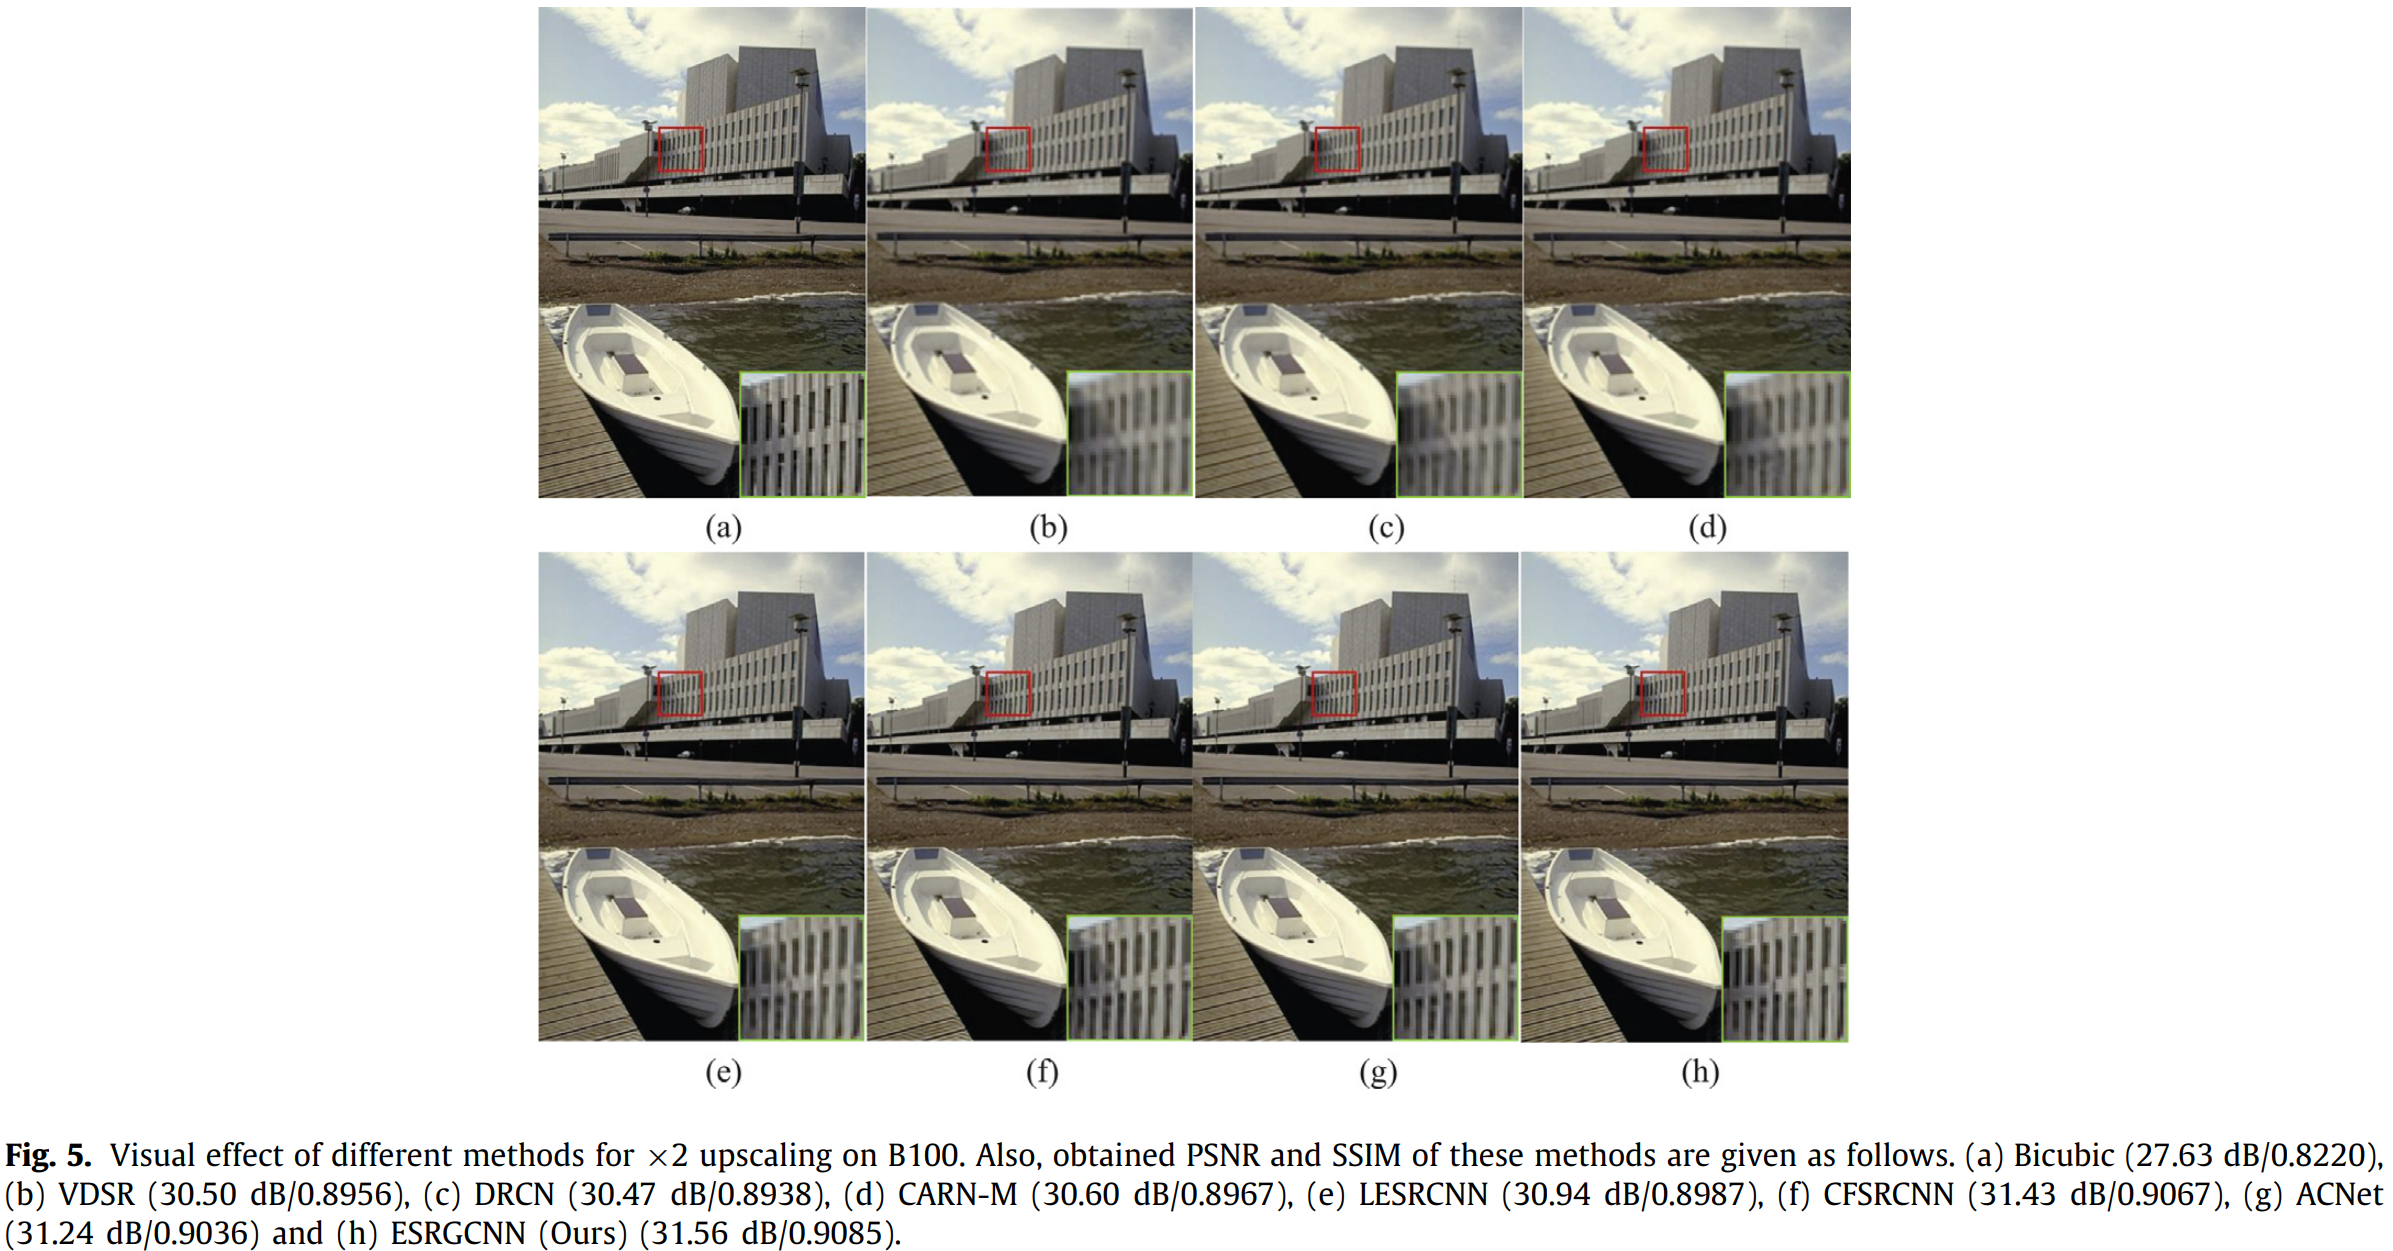 (a) (b) (c) (d)
(e) (f) (g) (h)
Fig. 5. Visual effect of different methods for ×2 upscaling on B100. Also, obtained PSNR and SSIM of these methods are given as follows. (a) Bicubic (27.63 dB/0.8220),
(b) VDSR (30.50 dB/0.8956), (c) DRCN (30.47 dB/0.8938), (d) CARN-M (30.60 dB/0.8967), (e) LESRCNN (30.94 dB/0.8987), (f) CFSRCNN (31.43 dB/0.9067), (g) ACNet
(31.24 dB/0.9036) and (h) ESRGCNN (Ours) (31.56 dB/0.9085).